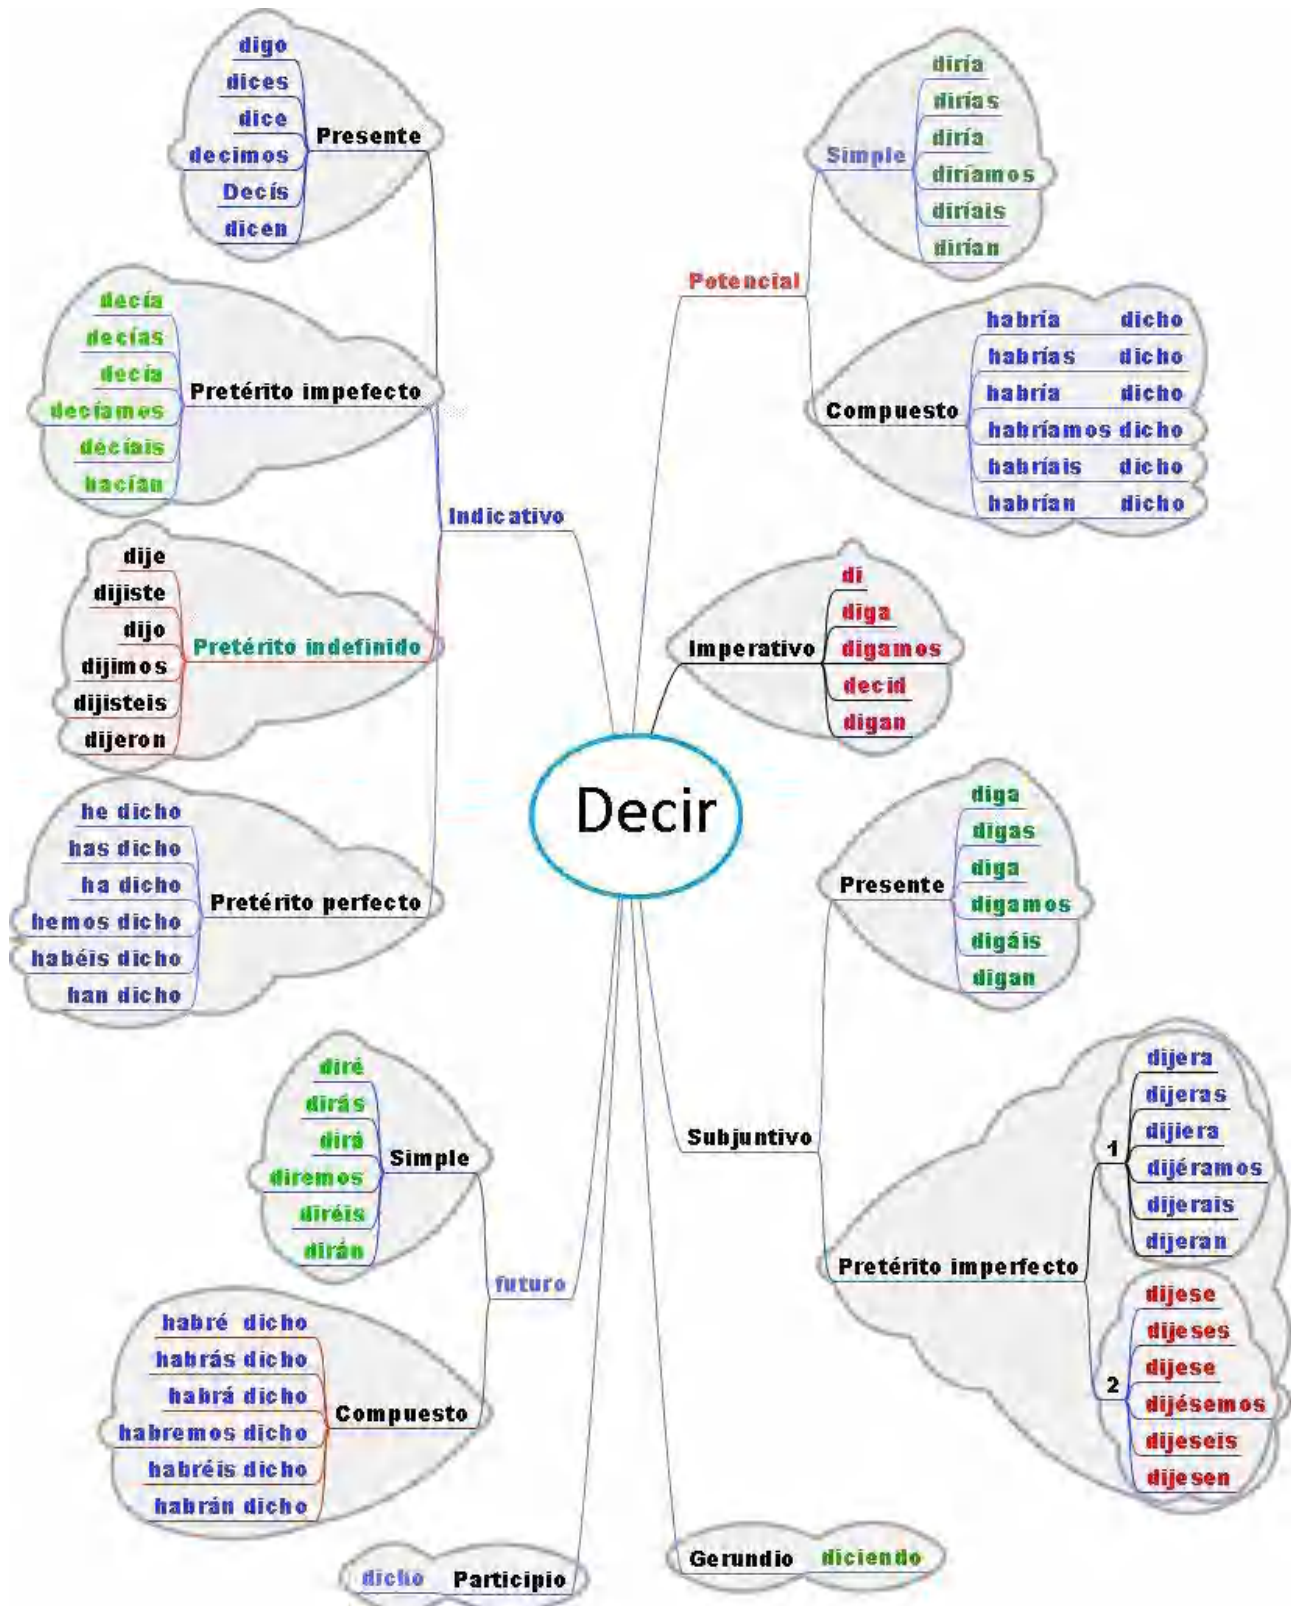 Decir
Indicativo
Presente
digo
dices
dice
decimos
Decís
dicen
Pretérito impefecto
decía
decías
decía
decíamos
decíais
hacían
Pretérito indefinido
dije
dijiste
dijo
dijimos
dijisteis
dijeron
Pretérito perfecto
he dicho
has dicho
ha dicho
hemos dicho
habéis dicho
han dicho
futuro
Simple
diré
dirás
dirá
diremos
diréis
dirán
Compuesto
habré dicho
habrás dicho
habrá dicho
habremos dicho
habréis dicho
habrán dicho
Participio
dicho
Potencial
Simple
diría
dirías
diría
diríamos
diríais
dirían
Compuesto
habría dicho
habrías dicho
habría dicho
habríamos dicho
habríais dicho
habrían dicho
Imperativo
di
diga
digamos
decid
digan
Subjuntivo
Presente
diga
digas
diga
digamos
digáis
digan
Pretérito imperfecto
1
dijera
dijeras
dijiera
dijéramos
dijerais
dijeran
2
dijese
dijeses
dijese
dijésemos
dijeseis
dijesen
Gerundio
diciendo